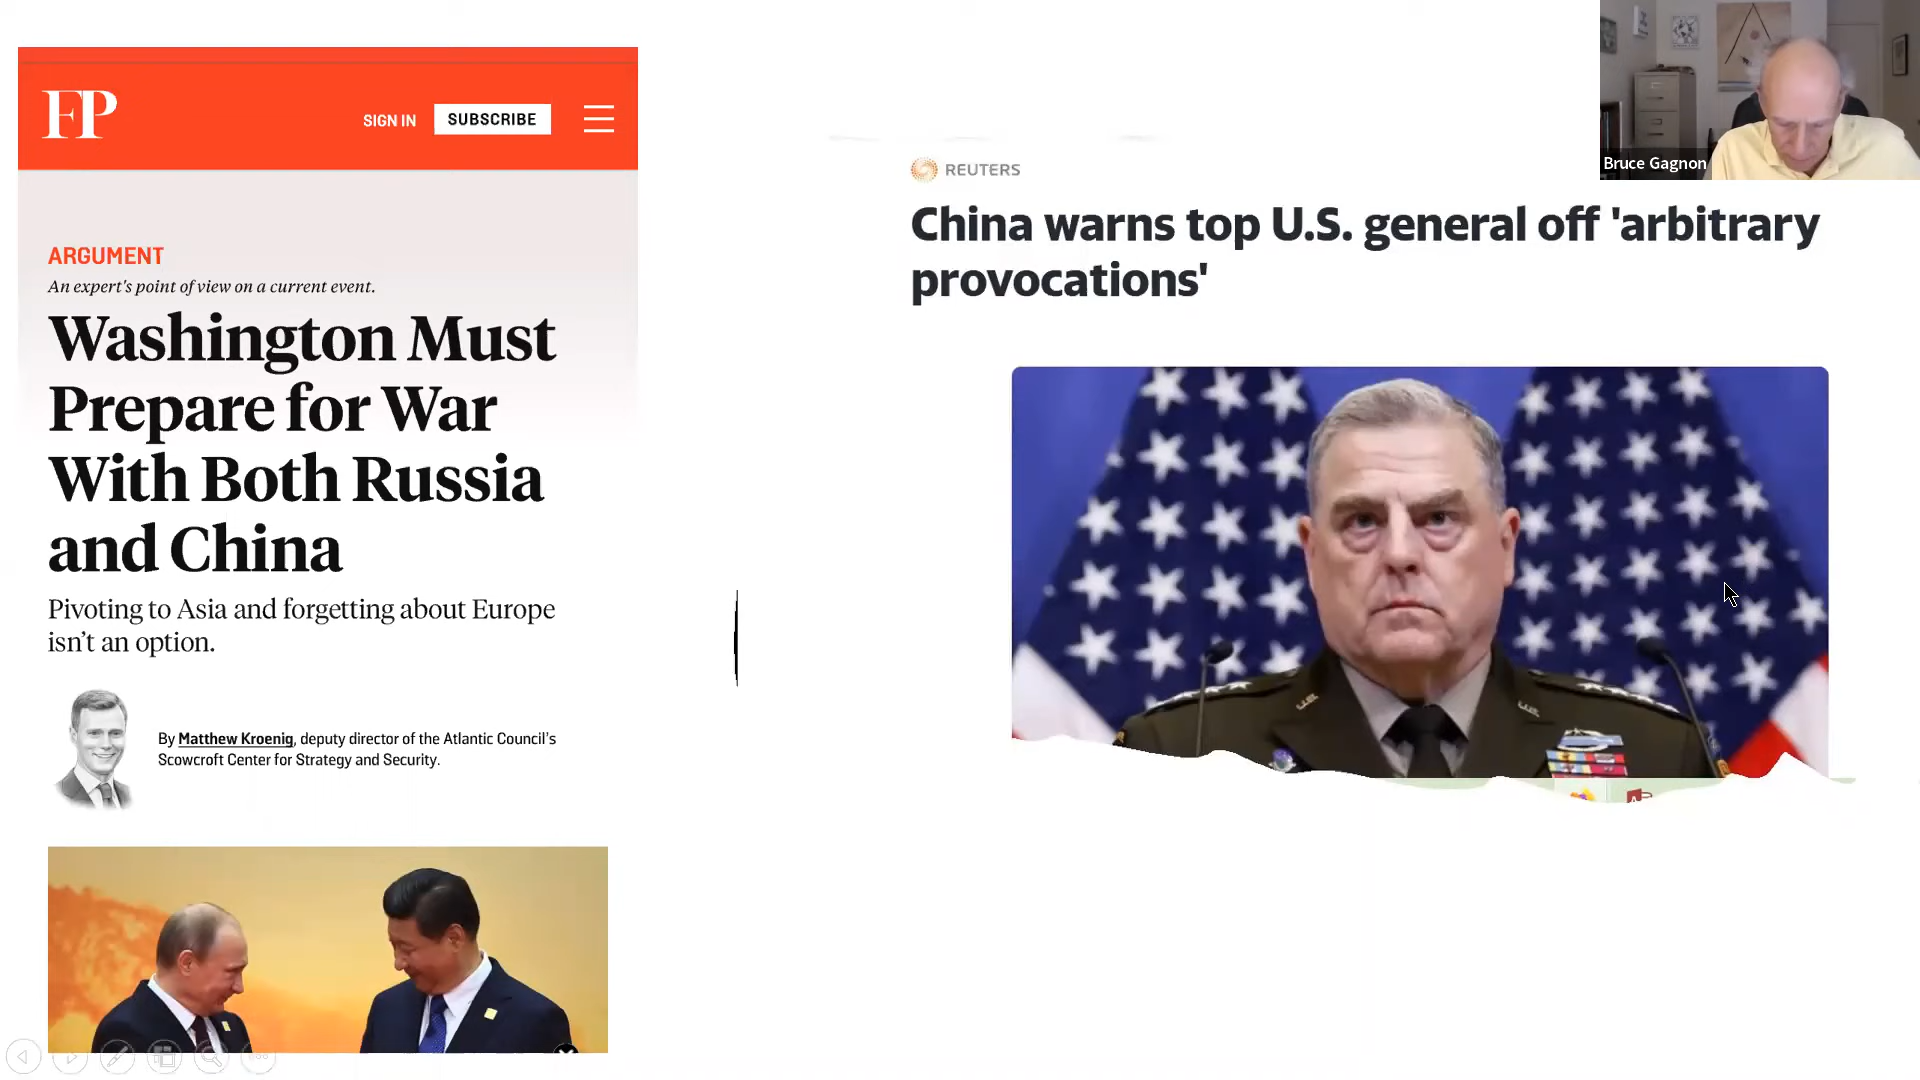 FP
SIGN IN
SUBSCRIBE
ARGUMENT
An expert's point of view on a current event.
Washington Must
Prepare for War
With Both Russia
and China
Pivoting to Asia and forgetting about Europe
isn't an option.
By Matthew Kroenig, deputy director of the Atlantic Council's
Scowcroft Center for Strategy and Security.
REUTERS
China warns top U.S. general off 'arbitrary
provocations'
Bruce Gagnon